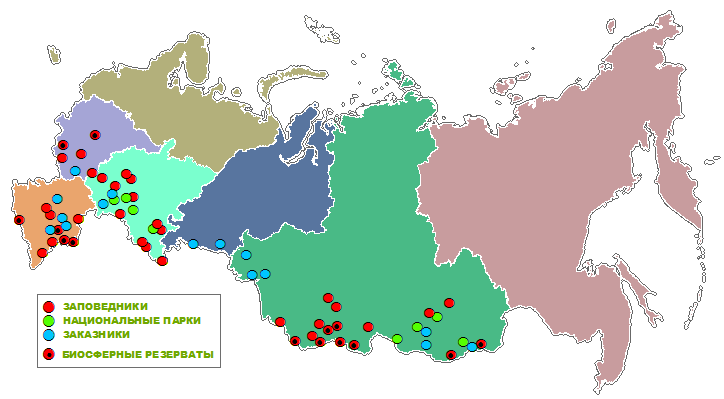 ЗАПОВЕДНИКИ
НАЦИОНАЛЬНЫЕ ПАРКИ
ЗАКАЗНИКИ
БИОСФЕРНЫЕ РЕЗЕРВАТЫ